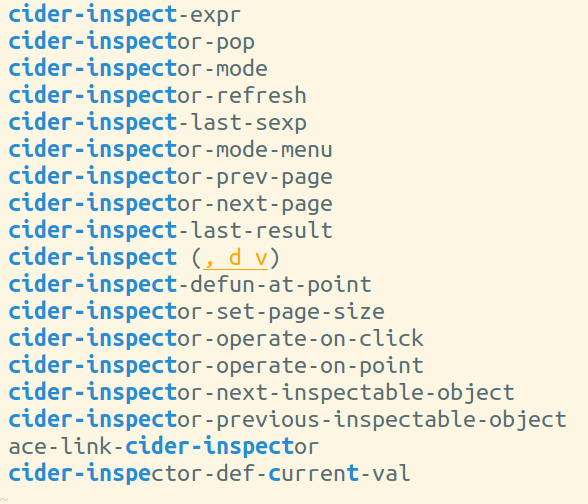 cider-inspect-expr
cider-inspector-pop
cider-inspector-mode
cider-inspector-refresh
cider-inspect-last-sexp
cider-inspector-mode-menu
cider-inspector-prev-page
cider-inspector-next-page
cider-inspect-last-result
cider-inspect (, d v)
cider-inspect-defun-at-point
cider-inspector-set-page-size
cider-inspector-operate-on-click
cider-inspector-operate-on-point
cider-inspector-next-inspectable-object
cider-inspector-previous-inspectable-object
ace-link-cider-inspector
cider-inspector-def-current-val
~